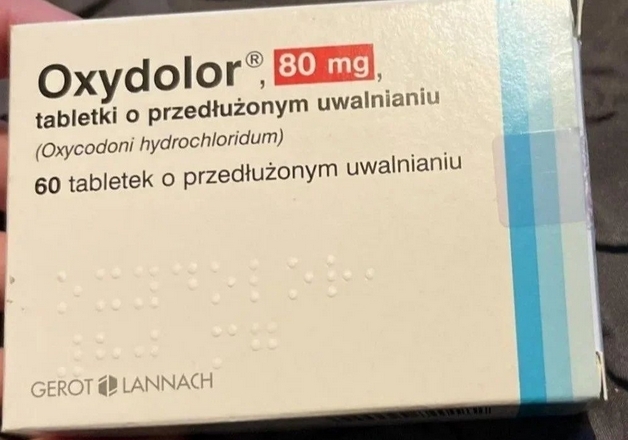 Oxydolor®, 80 mg,
tabletki o przedłużonym uwalnianiu
(Oxycodoni hydrochloridum)
60 tabletek o przedłużonym uwalnianiu
GEROT LANNACH